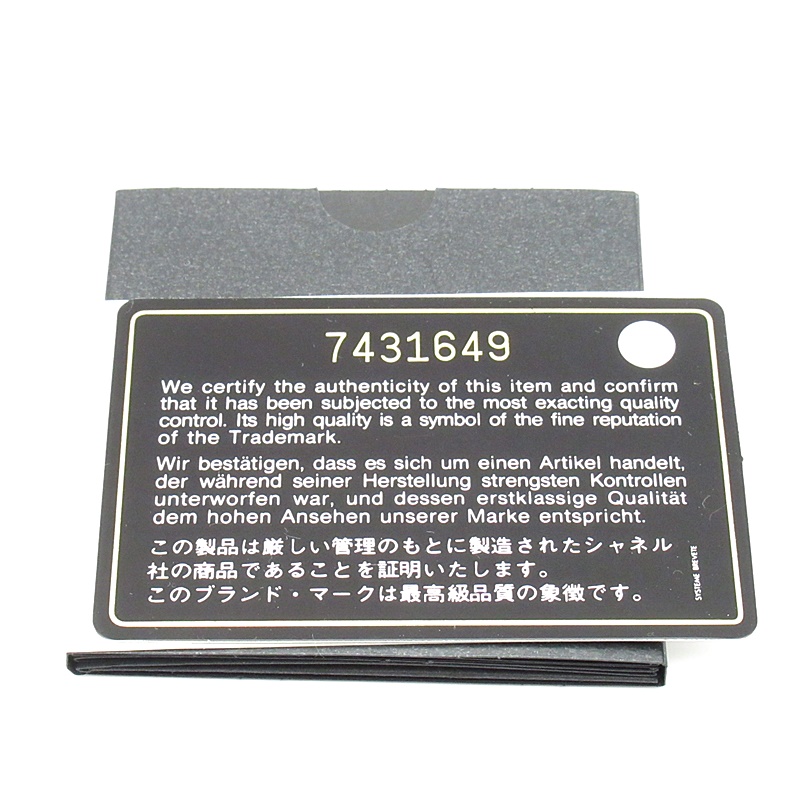 7431649
We certify the authenticity of this item and confirm
that it has been subjected to the most exacting quality
control. Its high quality is a symbol of the fine reputation
of the Trademark.
Wir bestätigen, dass es sich um einen Artikel handelt,
der während seiner Herstellung strengsten Kontrollen
unterworfen war, und dessen erstklassige Qualität
dem hohen Ansehen unserer Marke entspricht.
この製品は厳しい管理のもとに製造されたシャネル
社の商品であることを証明いたします。
このブランド・マークは最高級品質の象徴です。
SYSTEME BREVETE